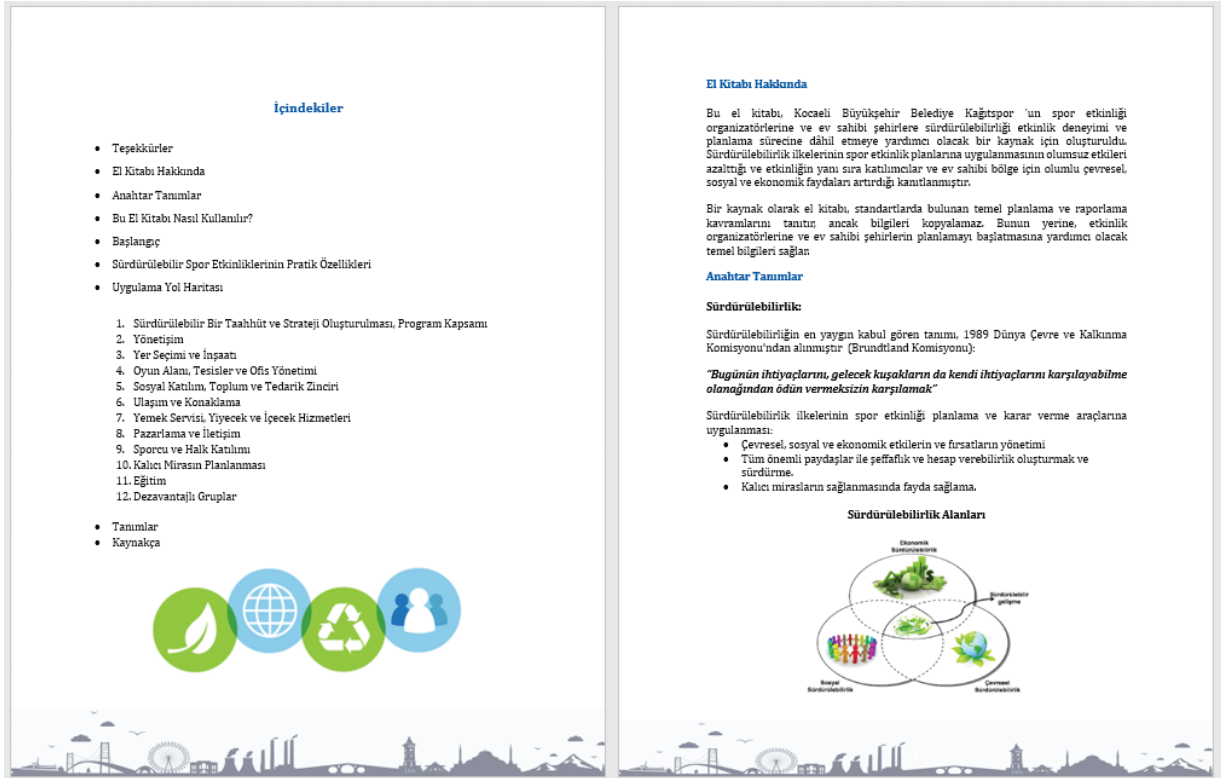 İçindekiler
• Teşekkürler
• El Kitabı Hakkında
• Anahtar Tanımlar
• Bu El Kitabı Nasıl Kullanılır?
• Başlangıç
• Sürdürülebilir Spor Etkinliklerinin Pratik Özellikleri
• Uygulama Yol Haritası
1. Sürdürülebilir Bir Taahhüt ve Strateji Oluşturulması, Program Kapsamı
2. Yönetişim
3. Yer Seçimi ve İnşaatı
4. Oyun Alanı, Tesisler ve Ofis Yönetimi
5. Sosyal Katılım, Toplum ve Tedarik Zinciri
6. Ulaşım ve Konaklama
7. Yemek Servisi, Yiyecek ve İçecek Hizmetleri
8. Pazarlama ve İletişim
9. Sporcu ve Halk Katılımı
10. Kalıcı Mirasın Planlanması
11. Eğitim
12. Dezavantajlı Gruplar
• Tanımlar
• Kaynakça
El Kitabı Hakkında
Bu el kitabı, Kocaeli Büyükşehir Belediye Kağıtspor 'un spor etkinliği
organizatörlerine ve ev sahibi şehirlere sürdürülebilirliği etkinlik deneyimi ve
planlama sürecine dâhil etmeye yardımcı olacak bir kaynak için oluşturuldu.
Sürdürülebilirlik ilkelerinin spor etkinlik planlarına uygulanmasının olumsuz etkileri
azalttığı ve etkinliğin yanı sıra katılımcılar ve ev sahibi bölge için olumlu çevresel,
sosyal ve ekonomik faydaları artırdığı kanıtlanmıştır.
Bir kaynak olarak el kitabı, standartlarda bulunan temel planlama ve raporlama
kavramlarını tanıtır, ancak bilgileri kopyalamaz. Bunun yerine, etkinlik
organizatörlerine ve ev sahibi şehirlerin planlamayı başlatmasına yardımcı olacak
temel bilgileri sağlar.
Anahtar Tanımlar
Sürdürülebilirlik:
Sürdürülebilirliğin en yaygın kabul gören tanımı, 1989 Dünya Çevre ve Kalkınma
Komisyonu'ndan alınmıştır (Brundtland Komisyonu):
"Bugünün ihtiyaçlarını, gelecek kuşakların da kendi ihtiyaçlarını karşılayabilme
olanağından ödün vermeksizin karşılamak"
Sürdürülebilirlik ilkelerinin spor etkinliği planlama ve karar verme araçlarına
uygulanması:
• Çevresel, sosyal ve ekonomik etkilerin ve fırsatların yönetimi
• Tüm önemli paydaşlar ile şeffaflık ve hesap verebilirlik oluşturmak ve
sürdürme.
• Kalıcı mirasların sağlanmasında fayda sağlama.
Sürdürülebilirlik Alanları
Ekonomik
Sürdürülebilirlik
Sürdürülebilir
gelişme
Sosyal
Sürdürülebilirlik
Çevresel
Sürdürülebilirlik